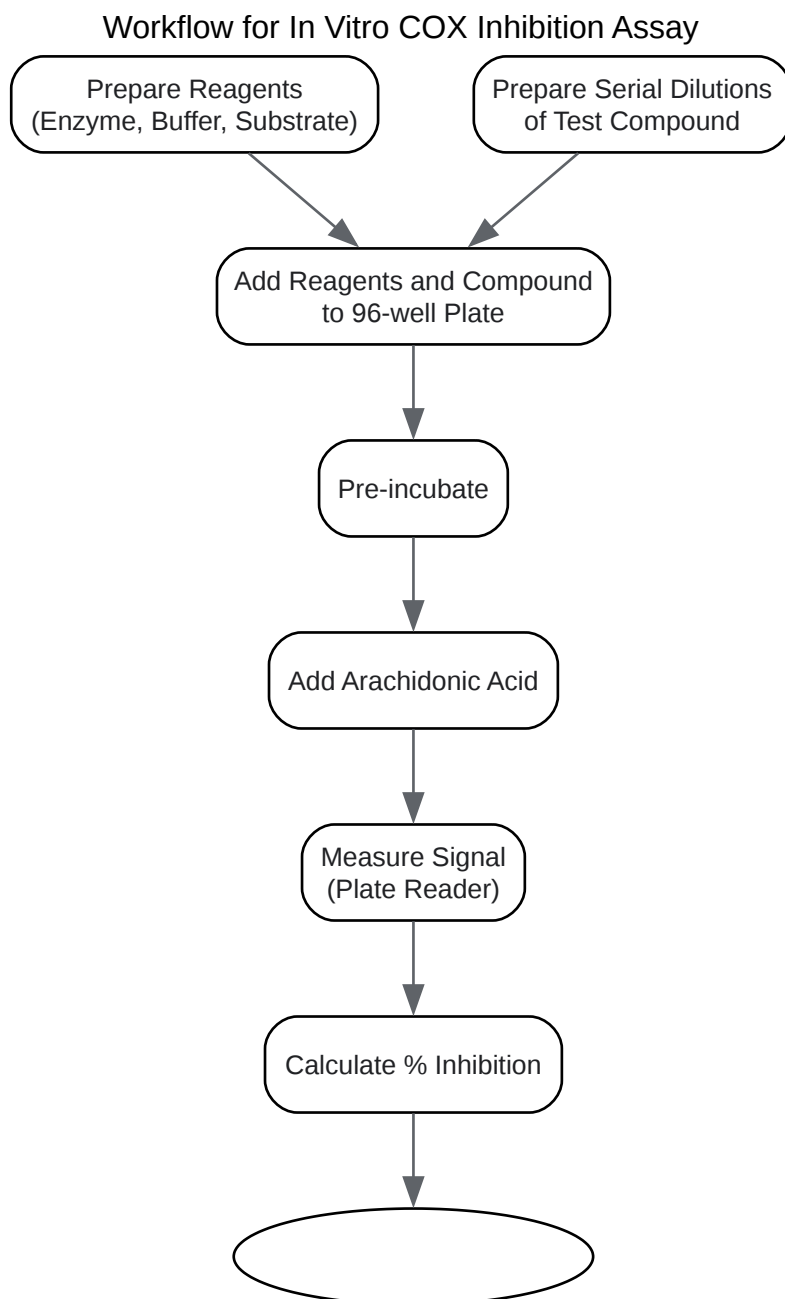 Workflow for In Vitro COX Inhibition Assay
Prepare Reagents
(Enzyme, Buffer, Substrate)
Prepare Serial Dilutions
of Test Compound
Add Reagents and Compound
to 96-well Plate
Pre-incubate
Add Arachidonic Acid
Measure Signal
(Plate Reader)
Calculate % Inhibition